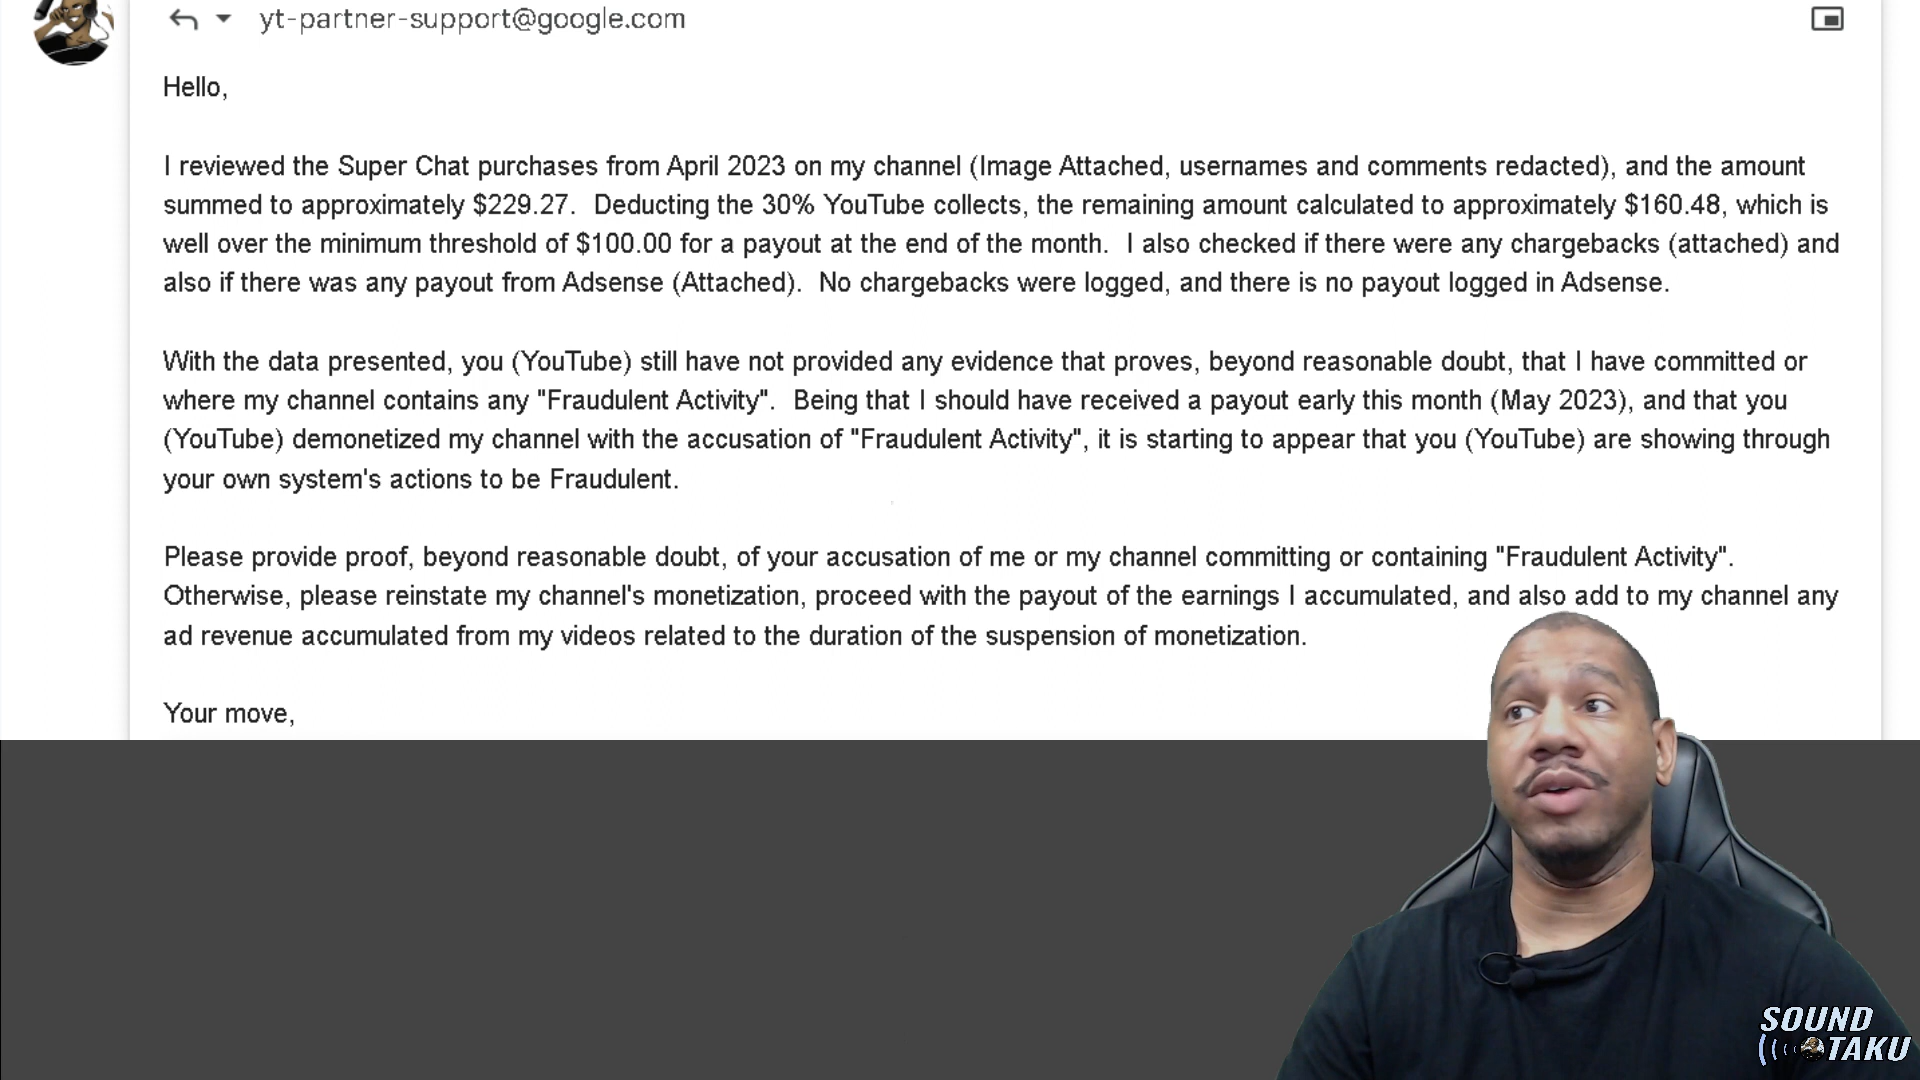 yt-partner-support@google.com
Hello,
I reviewed the Super Chat purchases from April 2023 on my channel (Image Attached, usernames and comments redacted), and the amount
summed to approximately $229.27.  Deducting the 30% YouTube collects, the remaining amount calculated to approximately $160.48, which is
well over the minimum threshold of $100.00 for a payout at the end of the month.  I also checked if there were any chargebacks (attached) and
also if there was any payout from Adsense (Attached).  No chargebacks were logged, and there is no payout logged in Adsense.
With the data presented, you (YouTube) still have not provided any evidence that proves, beyond reasonable doubt, that I have committed or
where my channel contains any "Fraudulent Activity".  Being that I should have received a payout early this month (May 2023), and that you
(YouTube) demonetized my channel with the accusation of "Fraudulent Activity", it is starting to appear that you (YouTube) are showing through
your own system's actions to be Fraudulent.
Please provide proof, beyond reasonable doubt, of your accusation of me or my channel committing or containing "Fraudulent Activity".
Otherwise, please reinstate my channel's monetization, proceed with the payout of the earnings I accumulated, and also add to my channel any
ad revenue accumulated from my videos related to the duration of the suspension of monetization.
Your move,
SOUND
TAKU